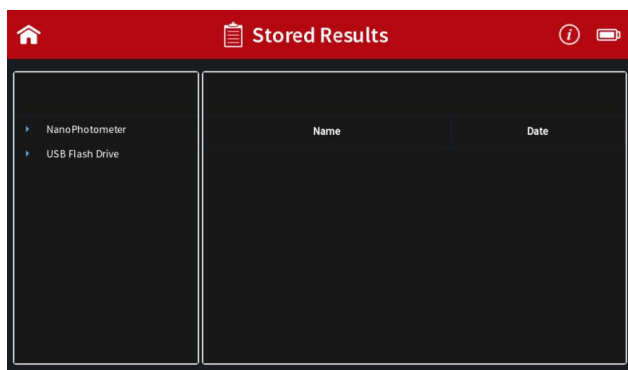 Stored Results
NanoPhotometer
USB Flash Drive
Name Date